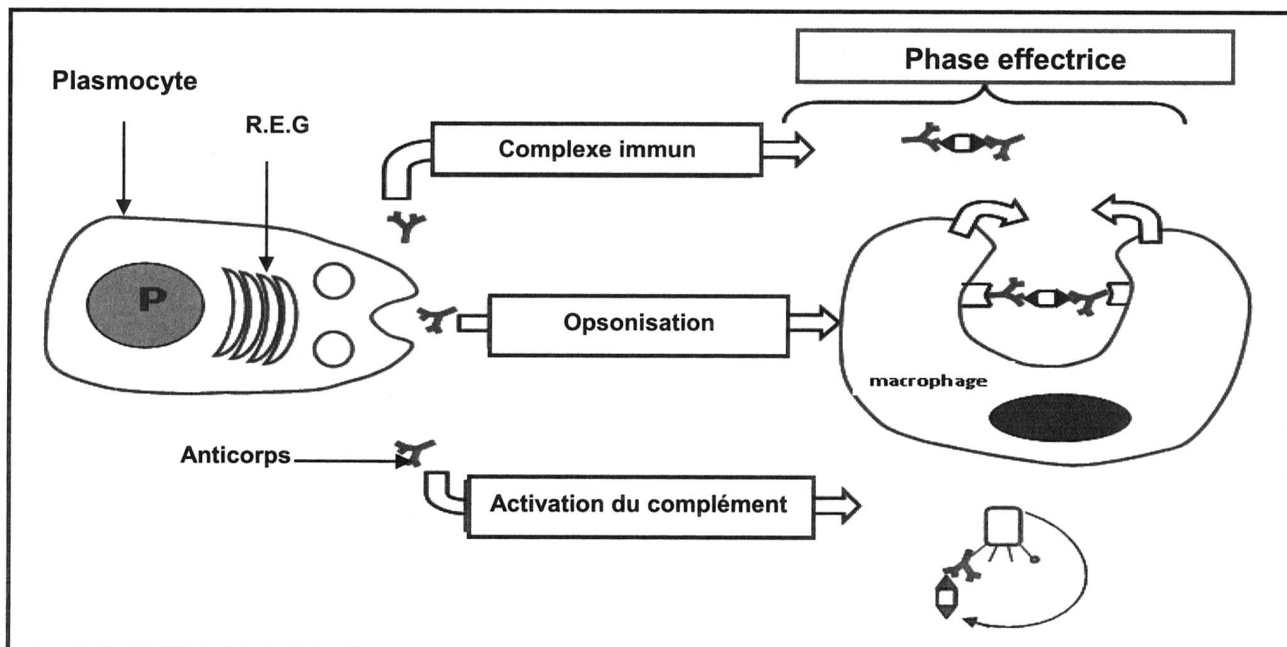 Phase effectrice
Plasmocyte
R.E.G
Complexe immun
P
Opsonisation
macrophage
Anticorps
Activation du complément